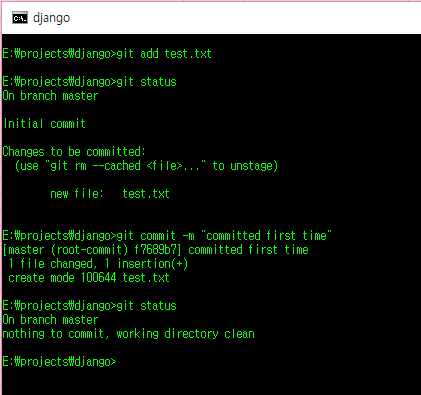 C:\.
django
E:₩projects₩django>git add test.txt
E:₩projects₩django>git status
On branch master
Initial commit
Changes to be committed:
  (use "git rm --cached <file>..." to unstage)
        new file:   test.txt
E:₩projects₩django>git commit -m "committed first time"
[master (root-commit) f7689b7] committed first time
 1 file changed, 1 insertion(+)
 create mode 100644 test.txt
E:₩projects₩django>git status
On branch master
nothing to commit, working directory clean
E:₩projects₩django>